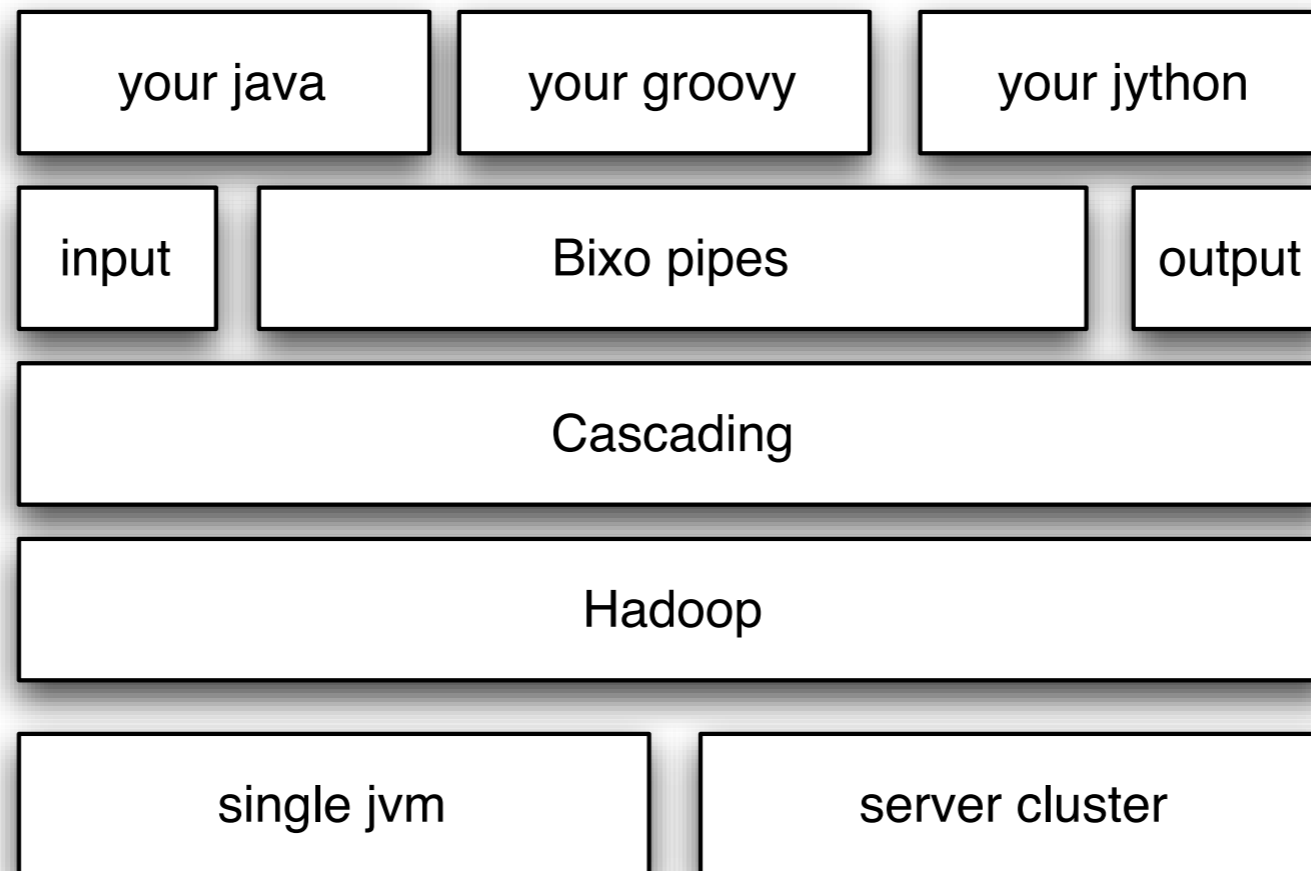 your java
your groovy
your jython
input
Bixo pipes
output
Cascading
Hadoop
single jvm
server cluster